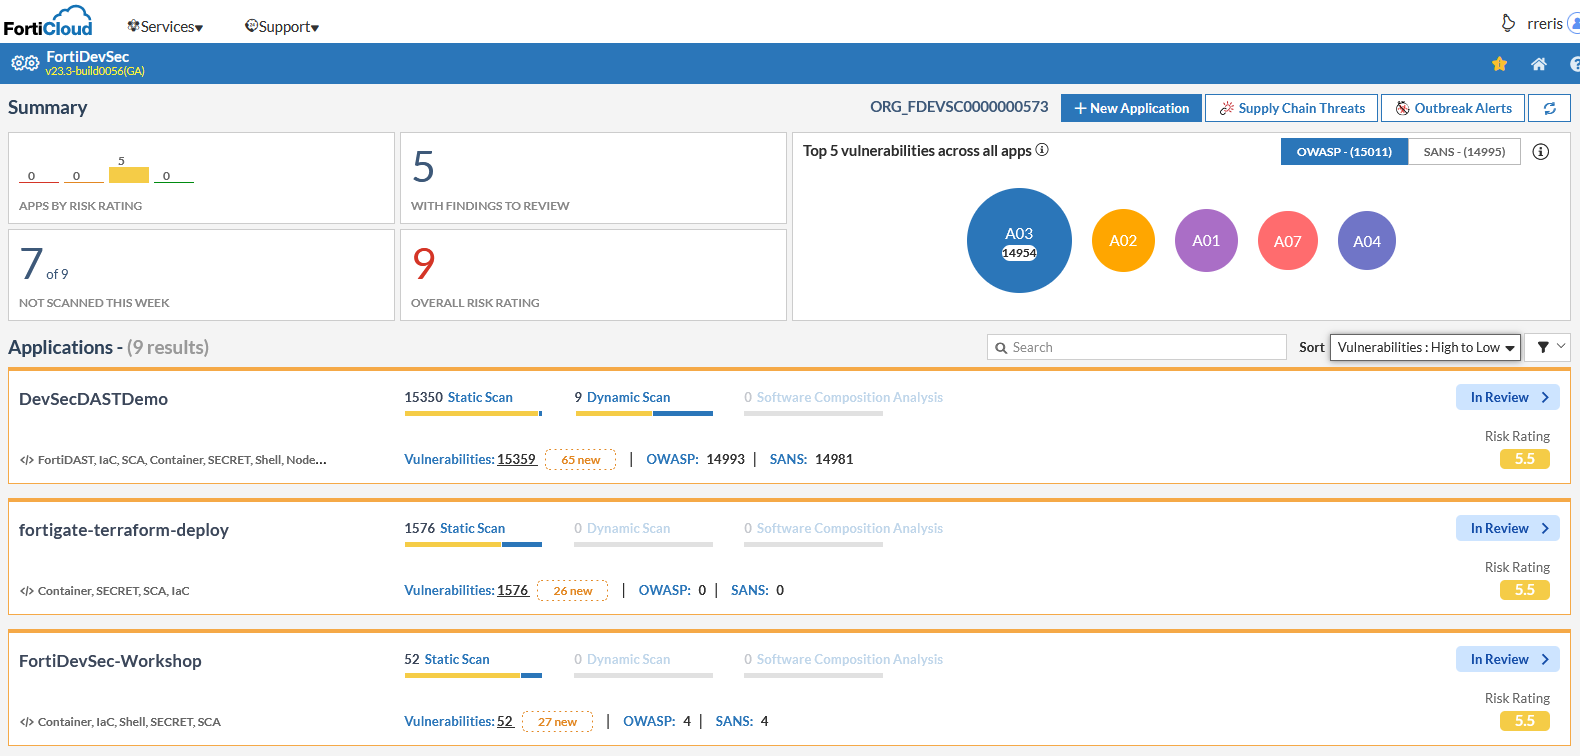 FortiCloud
Services
Support
rreris
FortiDevSec
v23.3-build0056(GA)
Summary
ORG_FDEVSC0000000573
+ New Application
Supply Chain Threats
Outbreak Alerts
0 0 5 0
APPS BY RISK RATING
5
WITH FINDINGS TO REVIEW
7 of 9
NOT SCANNED THIS WEEK
9
OVERALL RISK RATING
Top 5 vulnerabilities across all apps
OWASP - (15011)
SANS - (14995)
A03
14954
A02
A01
A07
A04
Applications - (9 results)
Search
Sort
Vulnerabilities : High to Low
DevSecDASTDemo
15350 Static Scan
9 Dynamic Scan
0 Software Composition Analysis
In Review
Risk Rating
5.5
</> FortiDAST, IaC, SCA, Container, SECRET, Shell, Node...
Vulnerabilities: 15359 65 new | OWASP: 14993 | SANS: 14981
fortigate-terraform-deploy
1576 Static Scan
0 Dynamic Scan
0 Software Composition Analysis
In Review
Risk Rating
5.5
</> Container, SECRET, SCA, IaC
Vulnerabilities: 1576 26 new | OWASP: 0 | SANS: 0
FortiDevSec-Workshop
52 Static Scan
0 Dynamic Scan
0 Software Composition Analysis
In Review
Risk Rating
5.5
</> Container, IaC, Shell, SECRET, SCA
Vulnerabilities: 52 27 new | OWASP: 4 | SANS: 4